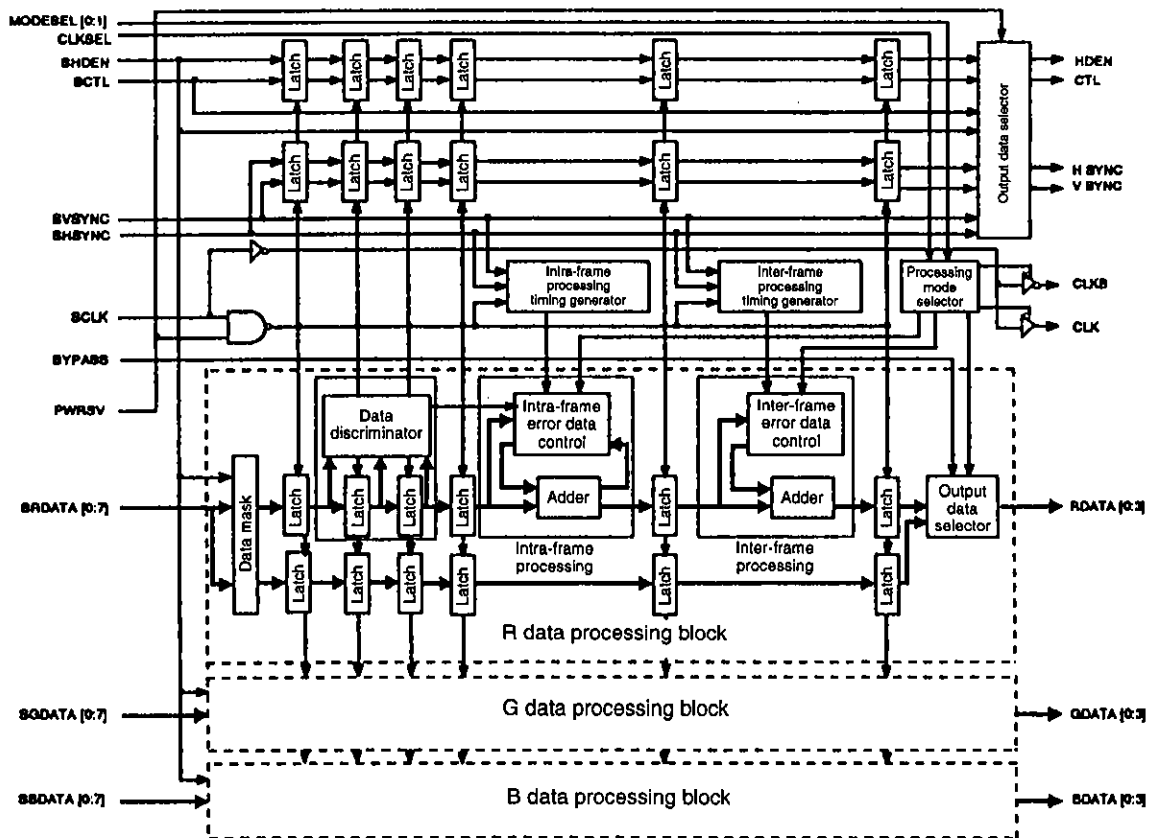 MODESEL [0:1]
CLKSEL
SHDEN
SCTL
Latch
Latch
Latch
Latch
Latch
Latch
Output data selector
HDEN
CTL
Latch
Latch
Latch
Latch
Latch
Latch
H SYNC
V SYNC
SVSYNC
SHSYNC
Intra-frame
processing
timing generator
Inter-frame
processing
timing generator
Processing
mode
selector
CLKB
SCLK
CLK
BYPASS
PWRSV
Data
discriminator
Intra-frame
error data
control
Inter-frame
error data
control
SRDATA [0:7]
Data mask
Latch
Latch
Latch
Latch
Adder
Latch
Adder
Latch
Output
data
selector
RDATA [0:3]
Intra-frame
processing
Inter-frame
processing
Latch
Latch
Latch
Latch
Latch
Latch
R data processing block
SGDATA [0:7]
G data processing block
GDATA [0:3]
SBDATA [0:7]
B data processing block
BDATA [0:3]